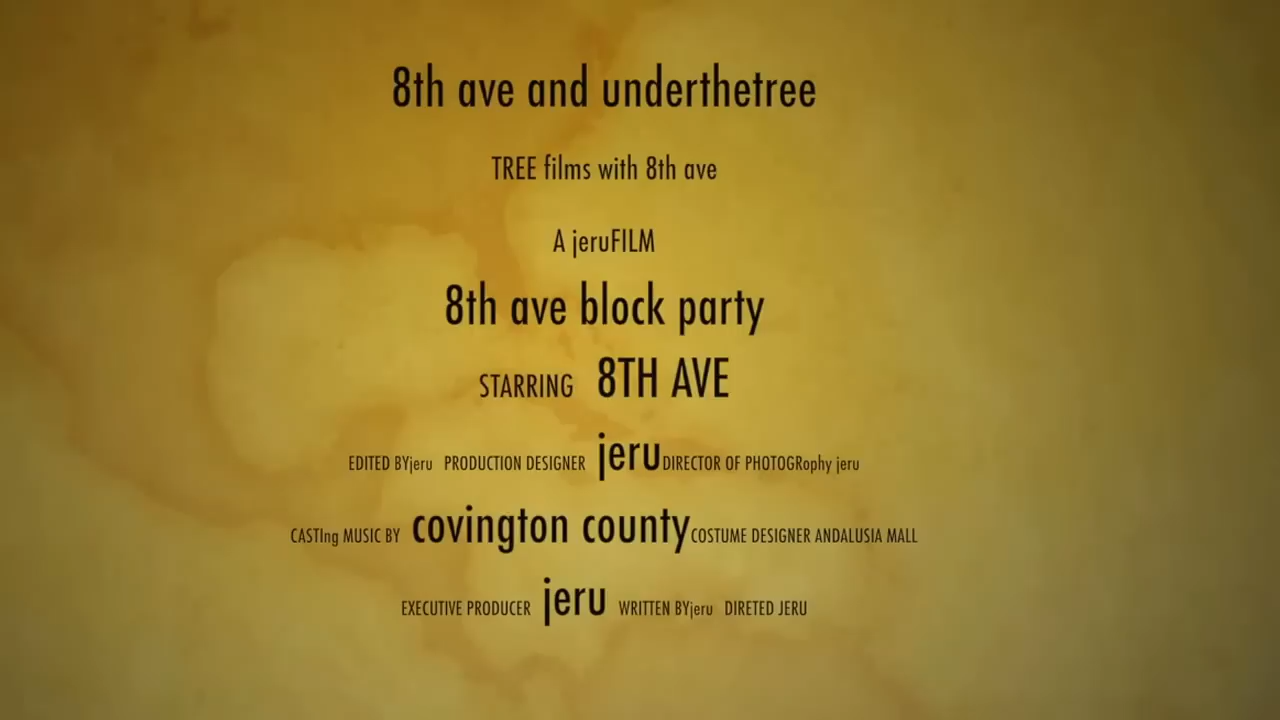 8th ave and underthetree
TREE films with 8th ave
A jeruFILM
8th ave block party
STARRING 8TH AVE
EDITED BYjeru PRODUCTION DESIGNER jeruDIRECTOR OF PHOTOGRophy jeru
CASTIng MUSIC BY covington countyCOSTUME DESIGNER ANDALUSIA MALL
EXECUTIVE PRODUCER jeru WRITTEN BYjeru DIRETED JERU